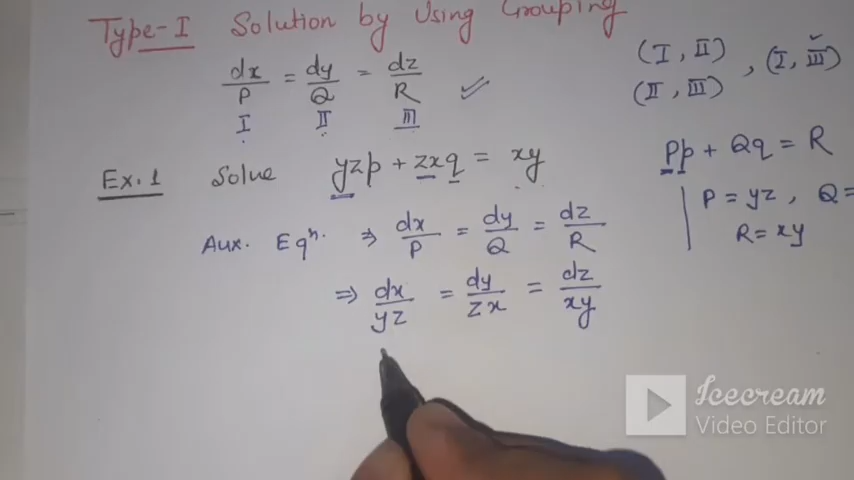 Type-I Solution by Using Grouping
dx/P = dy/Q = dz/R ✓
I II III
(I, II), (I, III)
(II, III)
Ex.1 Solve yzp + zxq = xy
Pp + Qq = R
P = yz, Q =
R = xy
Aux. Eqⁿ. ⇒ dx/P = dy/Q = dz/R
⇒ dx/yz = dy/zx = dz/xy
Icecream
Video Editor